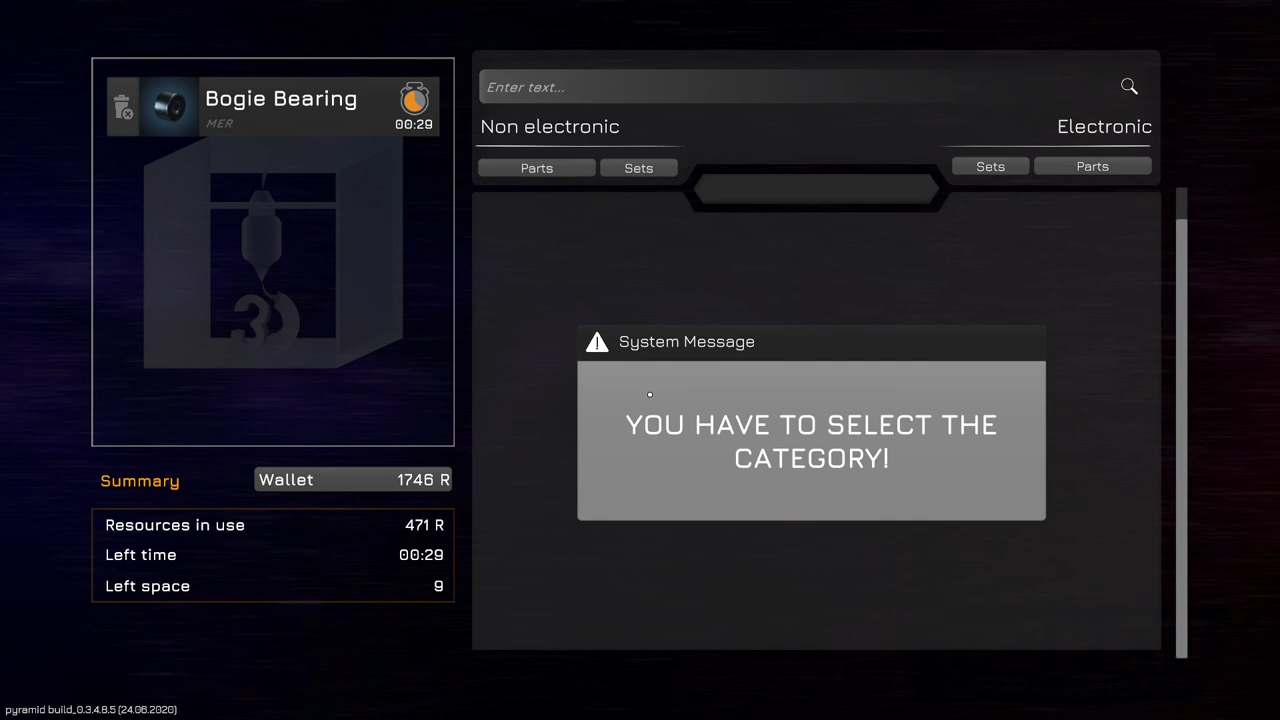 Bogie Bearing
MER
00:29
Enter text...
Non electronic
Electronic
Parts
Sets
Sets
Parts
3D
System Message
YOU HAVE TO SELECT THE
CATEGORY!
Summary
Wallet 1746 R
Resources in use 471 R
Left time 00:29
Left space 9
pyramid build_0.3.4.8.5 (24.06.2020)